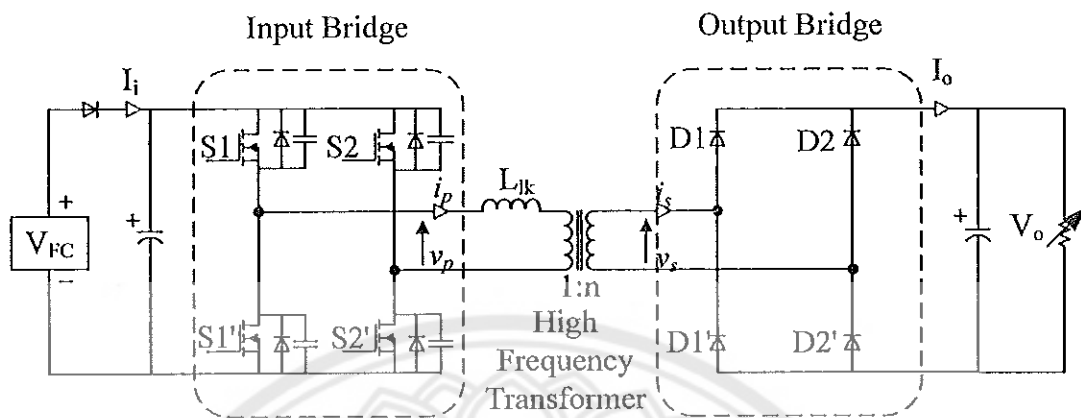 Input Bridge
Output Bridge
I_i
I_o
S1
S2
D1
D2
i_p
L_lk
i_s
+
V_FC
−
+
v_p
v_s
+
V_o
1:n
High
Frequency
Transformer
S1'
S2'
D1'
D2'